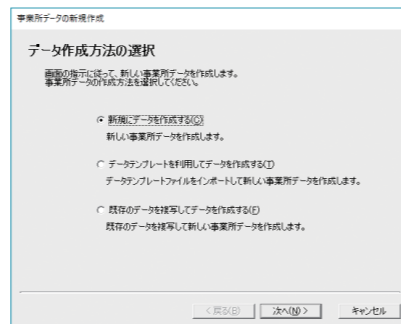 事業所データの新規作成
データ作成方法の選択
画面の指示に従って、新しい事業所データを作成します。
事業所データの作成方法を選択してください。
新規にデータを作成する(C)
新しい事業所データを作成します。
データテンプレートを利用してデータを作成する(T)
データテンプレートファイルをインポートして新しい事業所データを作成します。
既存のデータを複写してデータを作成する(F)
既存のデータを複写して新しい事業所データを作成します。
< 戻る(B) 次へ(N) > キャンセル